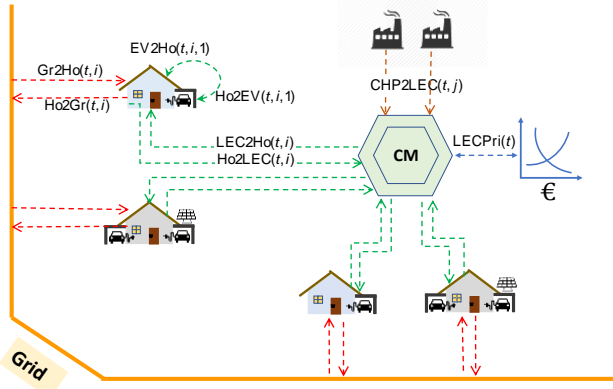 EV2Ho(t,i,1)
Gr2Ho(t,i)
Ho2EV(t,i,1)
Ho2Gr(t,i)
CHP2LEC(t,j)
LEC2Ho(t,i)
Ho2LEC(t,i)
CM
LECPri(t)
€
Grid